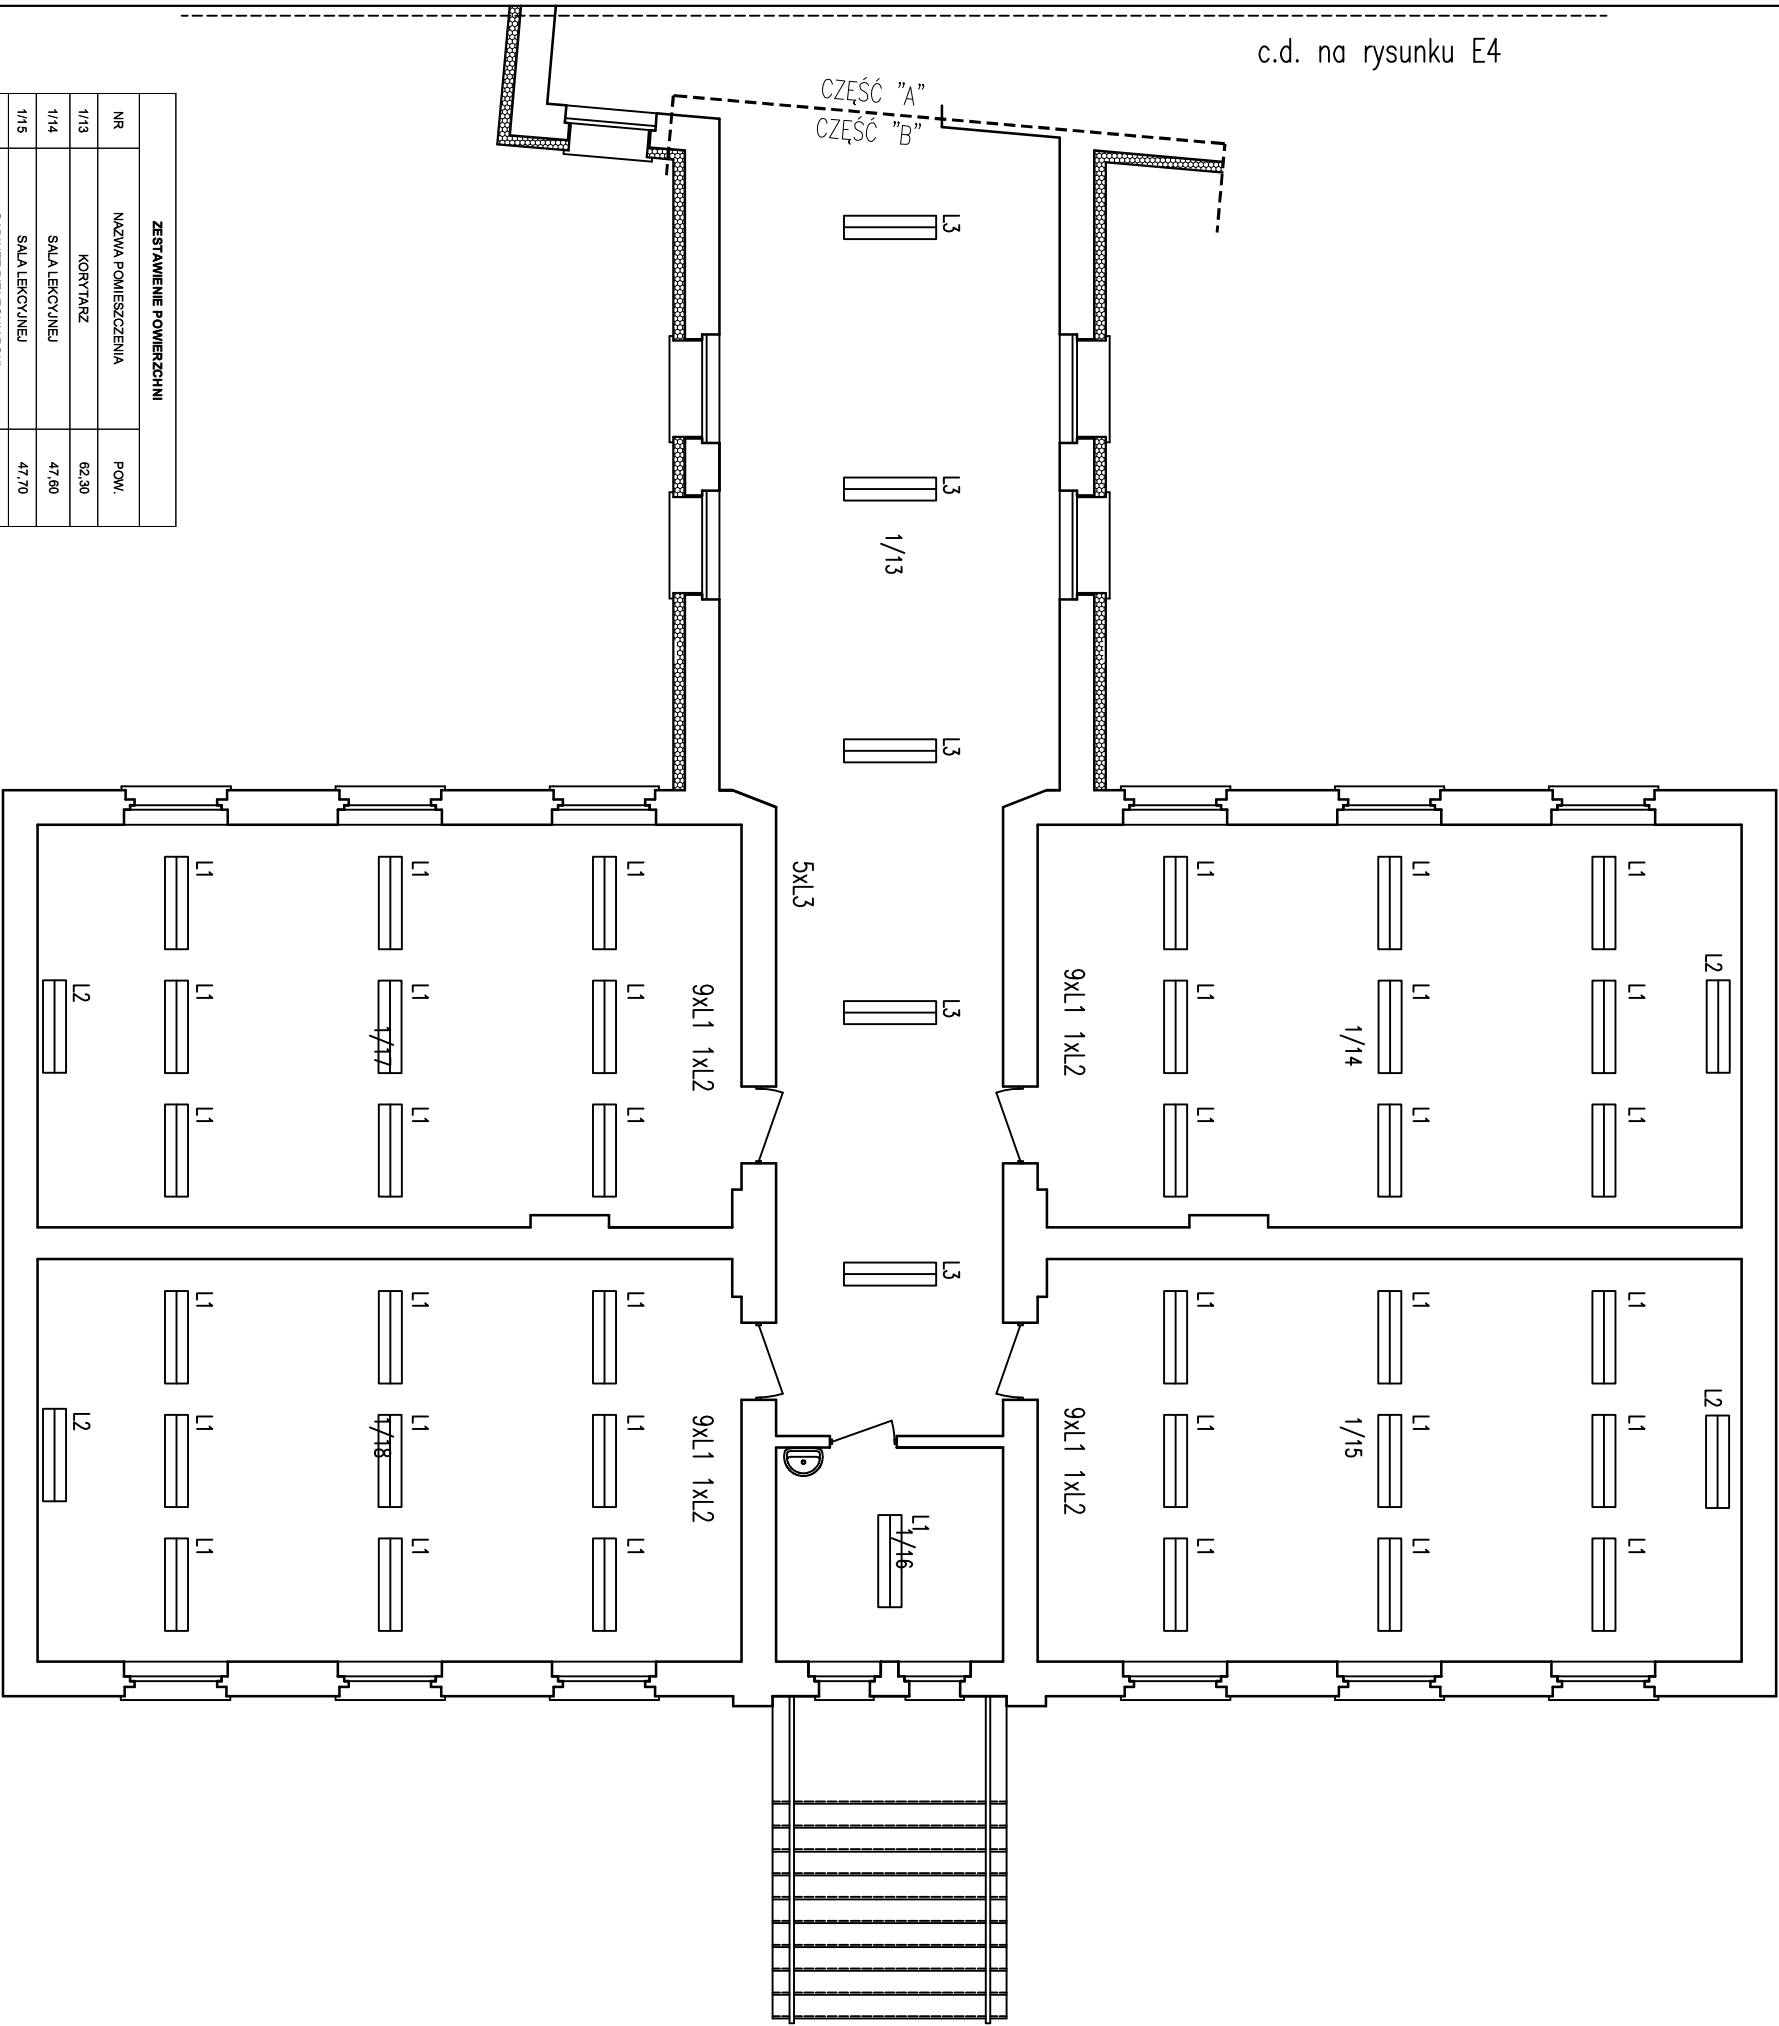 c.d. na rysunku E4
CZĘŚĆ "A"
CZĘŚĆ "B"
ZESTAWIENIE POWIERZCHNI
NR NAZWA POMIESZCZENIA POW.
1/13 KORYTARZ 62,30
1/14 SALA LEKCYJNEJ 47,60
1/15 SALA LEKCYJNEJ 47,70
L3
L3
1/13
L3
5xL3
L3
L3
L1 L1 L1
L1 L1 L1
L1 L1 L1
L2
1/17
9xL1 1xL2
L1 L1 L1
L1 L1 L1
L1 L1 L1
L2
1/14
9xL1 1xL2
L1 L1 L1
L1 L1 L1
L1 L1 L1
L2
1/18
9xL1 1xL2
L1
1/16
L1 L1 L1
L1 L1 L1
L1 L1 L1
L2
1/15
9xL1 1xL2